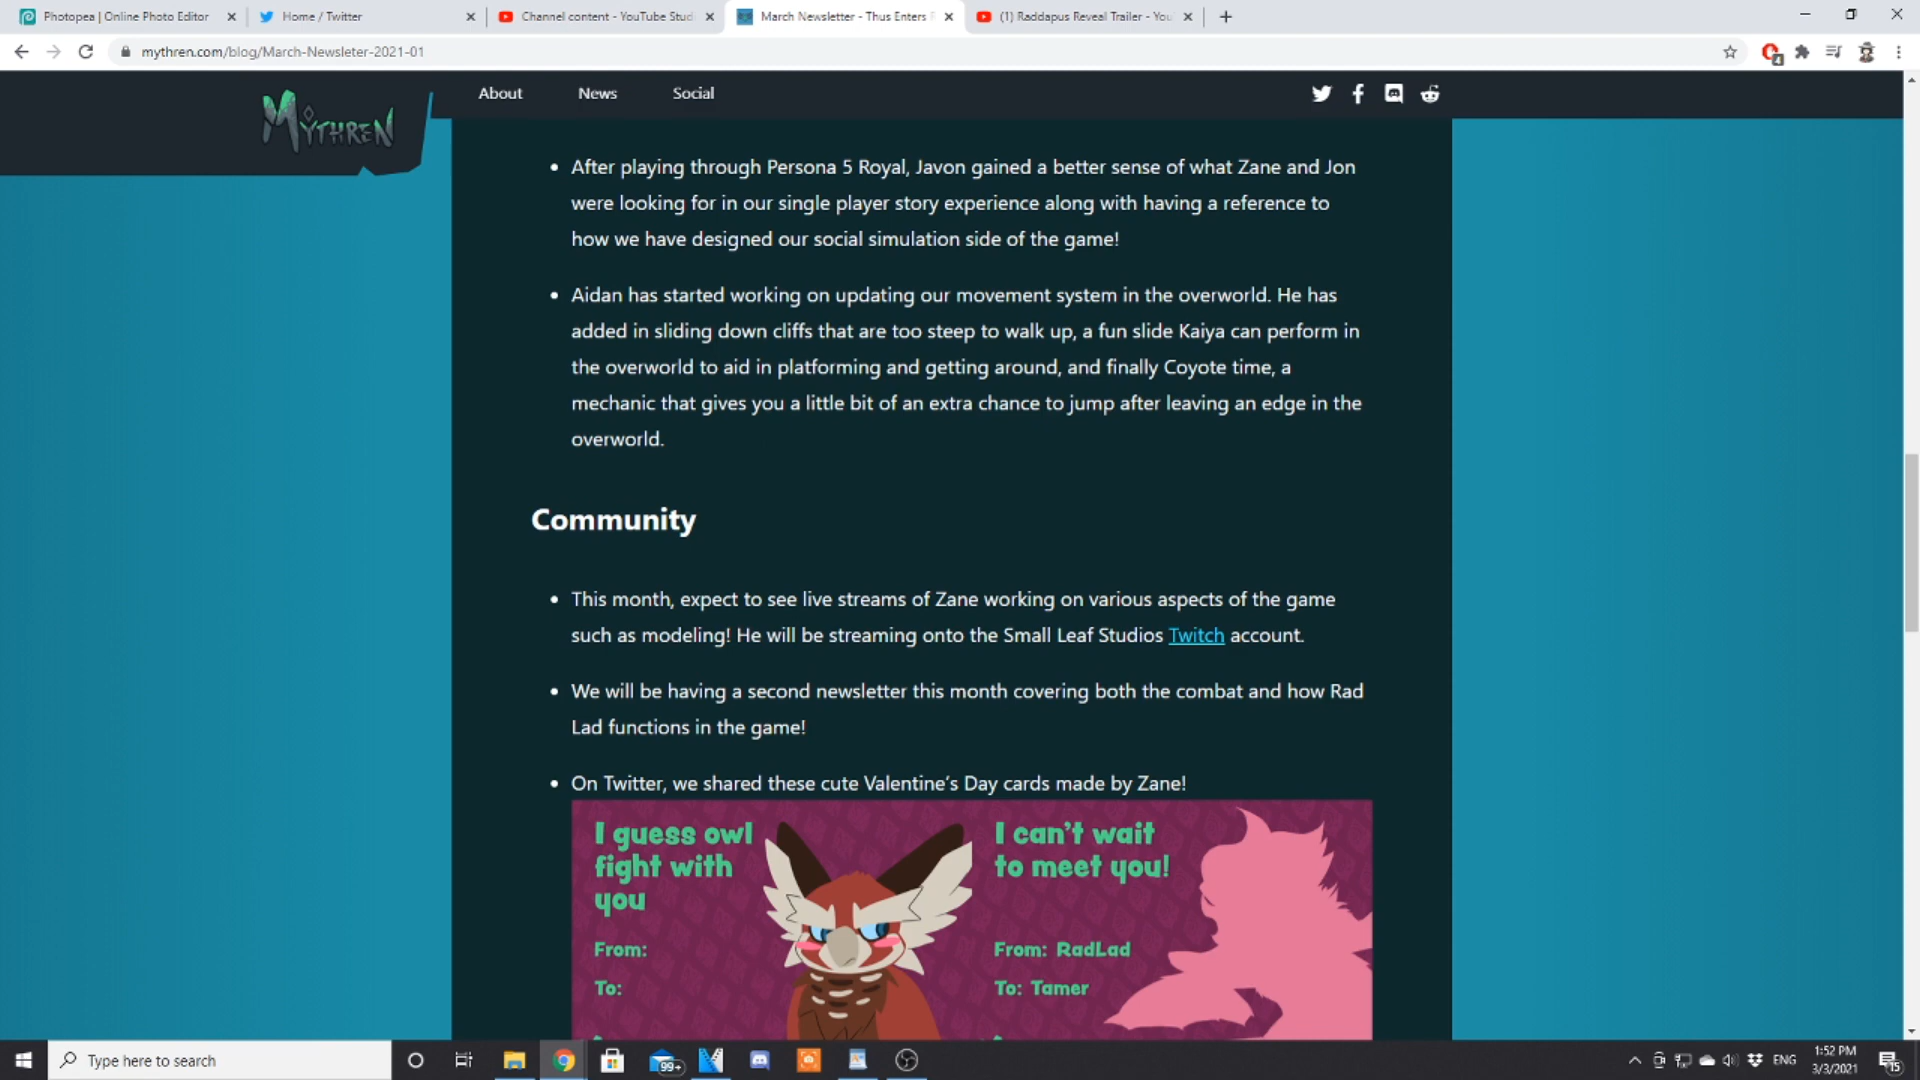 Photopea | Online Photo Editor
Home / Twitter
Channel content - YouTube Stud
March Newsletter - Thus Enters
(1) Raddapus Reveal Trailer - You
mythren.com/blog/March-Newsleter-2021-01
4
MYTHREN
About
News
Social
After playing through Persona 5 Royal, Javon gained a better sense of what Zane and Jon
were looking for in our single player story experience along with having a reference to
how we have designed our social simulation side of the game!
Aidan has started working on updating our movement system in the overworld. He has
added in sliding down cliffs that are too steep to walk up, a fun slide Kaiya can perform in
the overworld to aid in platforming and getting around, and finally Coyote time, a
mechanic that gives you a little bit of an extra chance to jump after leaving an edge in the
overworld.
Community
This month, expect to see live streams of Zane working on various aspects of the game
such as modeling! He will be streaming onto the Small Leaf Studios Twitch account.
We will be having a second newsletter this month covering both the combat and how Rad
Lad functions in the game!
On Twitter, we shared these cute Valentine's Day cards made by Zane!
I guess owl
fight with
you
From:
To:
I can't wait
to meet you!
From: RadLad
To: Tamer
Type here to search
99+
ENG
1:52 PM
3/3/2021
15